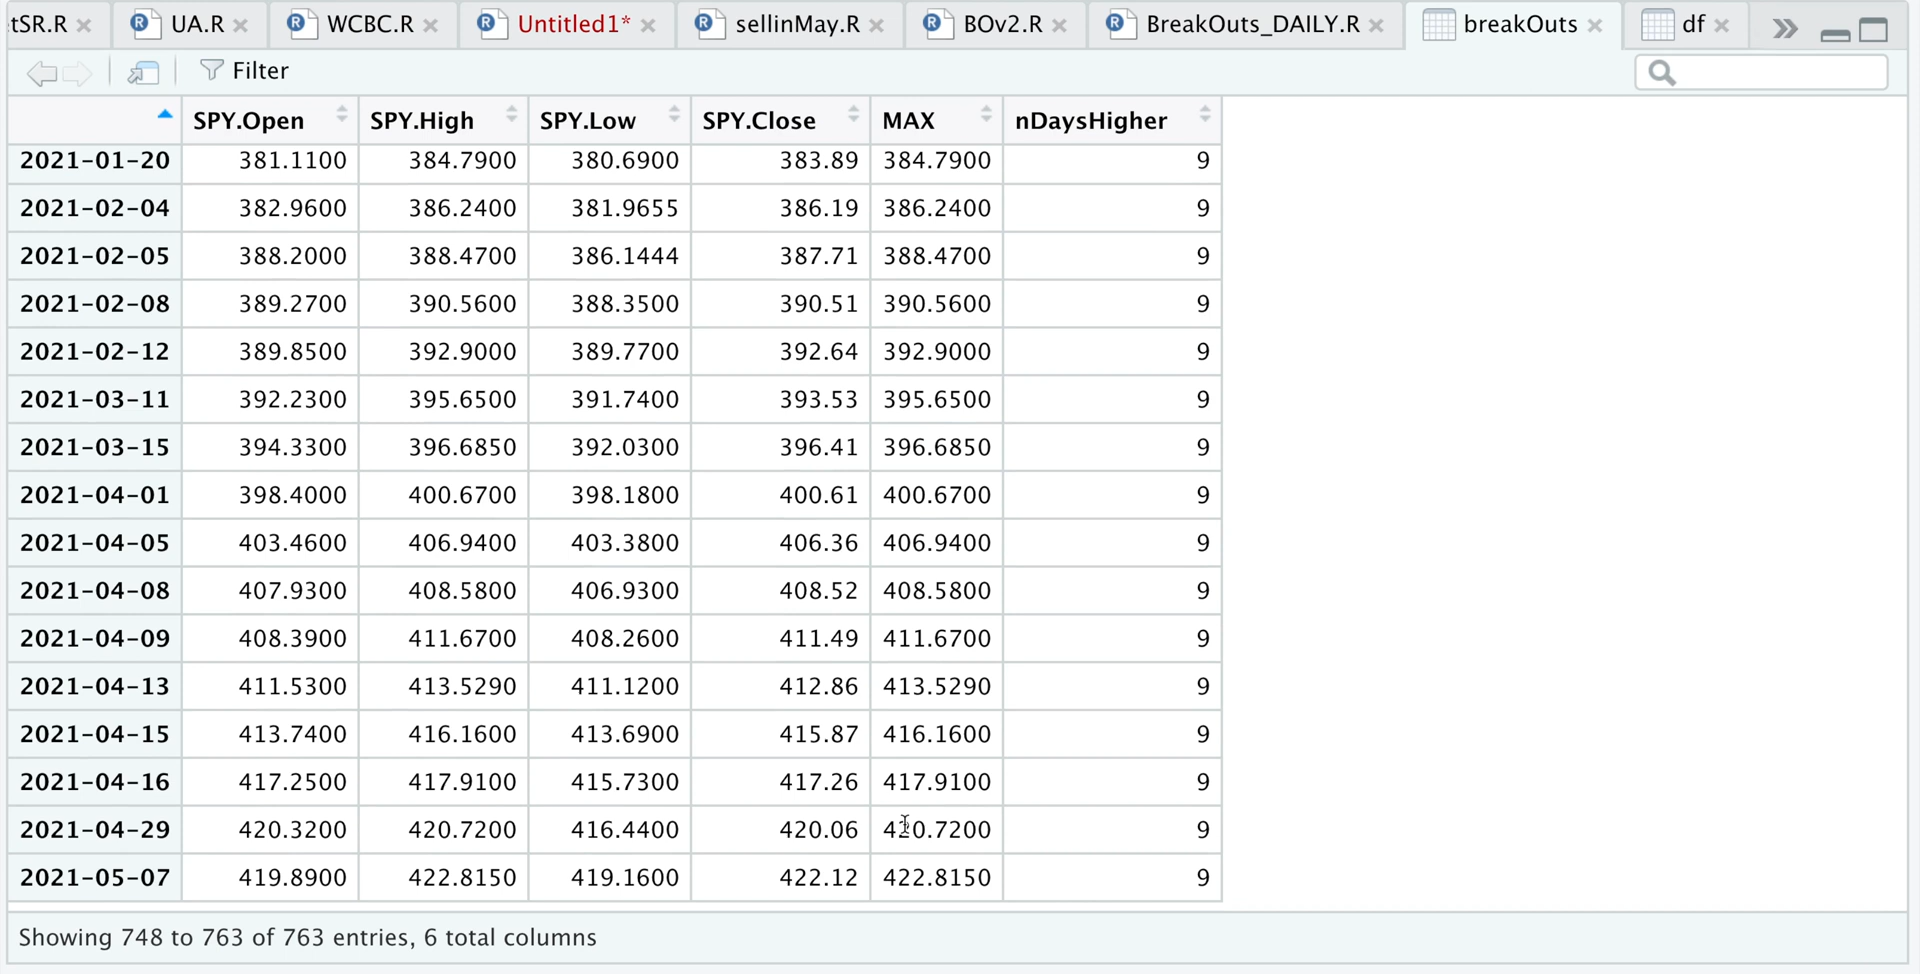 tSR.R UA.R WCBC.R Untitled1* sellinMay.R BOv2.R BreakOuts_DAILY.R breakOuts df
Filter
SPY.Open SPY.High SPY.Low SPY.Close MAX nDaysHigher
2021-01-20 381.1100 384.7900 380.6900 383.89 384.7900 9
2021-02-04 382.9600 386.2400 381.9655 386.19 386.2400 9
2021-02-05 388.2000 388.4700 386.1444 387.71 388.4700 9
2021-02-08 389.2700 390.5600 388.3500 390.51 390.5600 9
2021-02-12 389.8500 392.9000 389.7700 392.64 392.9000 9
2021-03-11 392.2300 395.6500 391.7400 393.53 395.6500 9
2021-03-15 394.3300 396.6850 392.0300 396.41 396.6850 9
2021-04-01 398.4000 400.6700 398.1800 400.61 400.6700 9
2021-04-05 403.4600 406.9400 403.3800 406.36 406.9400 9
2021-04-08 407.9300 408.5800 406.9300 408.52 408.5800 9
2021-04-09 408.3900 411.6700 408.2600 411.49 411.6700 9
2021-04-13 411.5300 413.5290 411.1200 412.86 413.5290 9
2021-04-15 413.7400 416.1600 413.6900 415.87 416.1600 9
2021-04-16 417.2500 417.9100 415.7300 417.26 417.9100 9
2021-04-29 420.3200 420.7200 416.4400 420.06 420.7200 9
2021-05-07 419.8900 422.8150 419.1600 422.12 422.8150 9
Showing 748 to 763 of 763 entries, 6 total columns